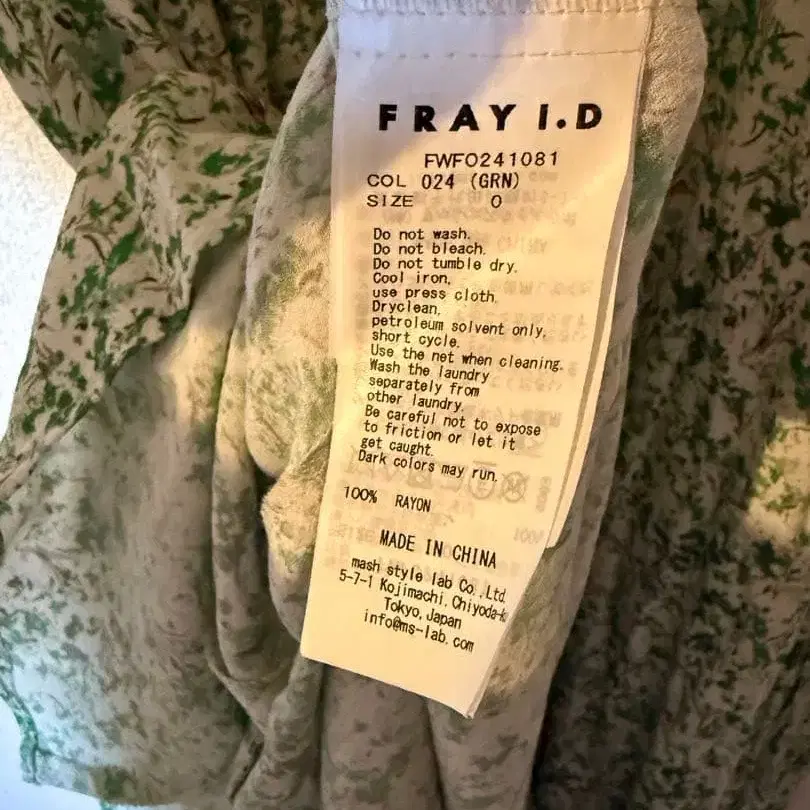 FRAY I.D
FWFO241081
COL 024 (GRN)
SIZE 0
Do not wash.
Do not bleach.
Do not tumble dry.
Cool iron,
use press cloth.
Dryclean,
petroleum solvent only,
short cycle.
Use the net when cleaning.
Wash the laundry
separately from
other laundry.
Be careful not to expose
to friction or let it
get caught.
Dark colors may run.
100% RAYON
MADE IN CHINA
mash style lab Co.,Ltd.
5-7-1 Kojimachi,Chiyoda-ku
Tokyo,Japan
info@ms-lab.com